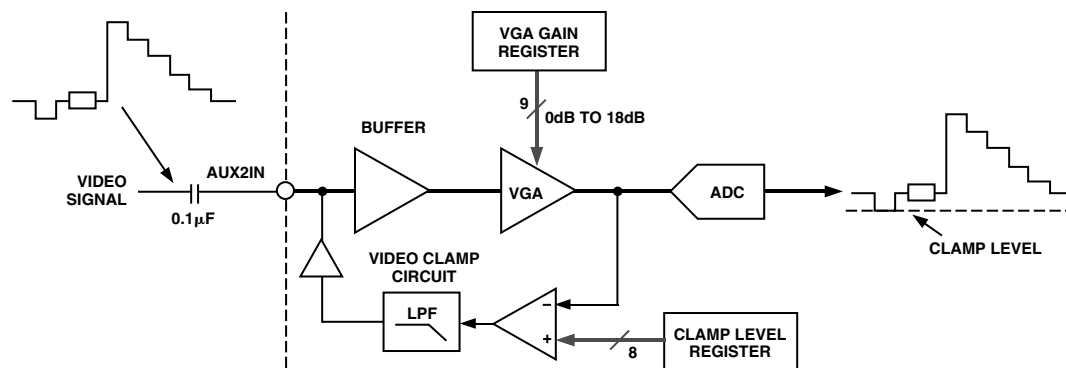 VGA GAIN
REGISTER
9
0dB TO 18dB
BUFFER
VIDEO
SIGNAL
AUX2IN
0.1μF
VGA
ADC
CLAMP LEVEL
VIDEO CLAMP
CIRCUIT
LPF
–
+
8
CLAMP LEVEL
REGISTER